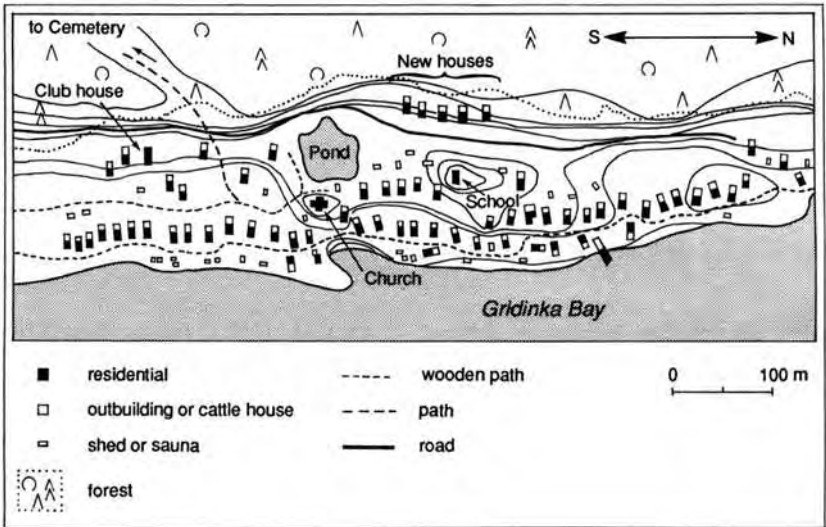 to Cemetery
S N
New houses
Club house
Pond
School
Church
Gridinka Bay
residential
wooden path
0 100 m
outbuilding or cattle house
path
shed or sauna
road
forest